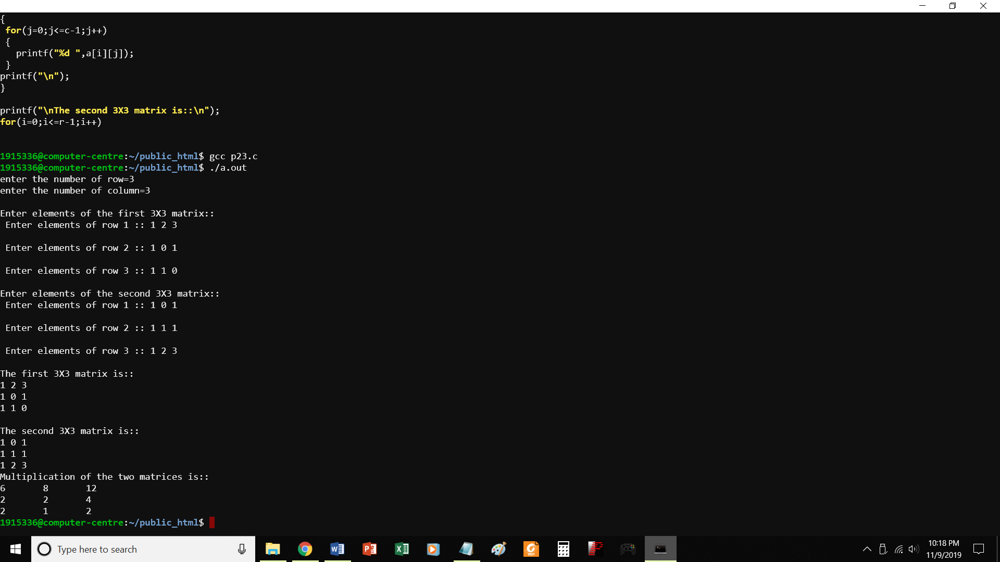 {
 for(j=0;j<=c-1;j++)
 {
   printf("%d ",a[i][j]);
 }
printf("\n");
}
printf("\nThe second 3X3 matrix is::\n");
for(i=0;i<=r-1;i++)
1915336@computer-centre:~/public_html$ gcc p23.c
1915336@computer-centre:~/public_html$ ./a.out
enter the number of row=3
enter the number of column=3
Enter elements of the first 3X3 matrix::
 Enter elements of row 1 :: 1 2 3
 Enter elements of row 2 :: 1 0 1
 Enter elements of row 3 :: 1 1 0
Enter elements of the second 3X3 matrix::
 Enter elements of row 1 :: 1 0 1
 Enter elements of row 2 :: 1 1 1
 Enter elements of row 3 :: 1 2 3
The first 3X3 matrix is::
1 2 3
1 0 1
1 1 0
The second 3X3 matrix is::
1 0 1
1 1 1
1 2 3
Multiplication of the two matrices is::
6       8       12
2       2       4
2       1       2
1915336@computer-centre:~/public_html$
Type here to search
10:18 PM
11/9/2019